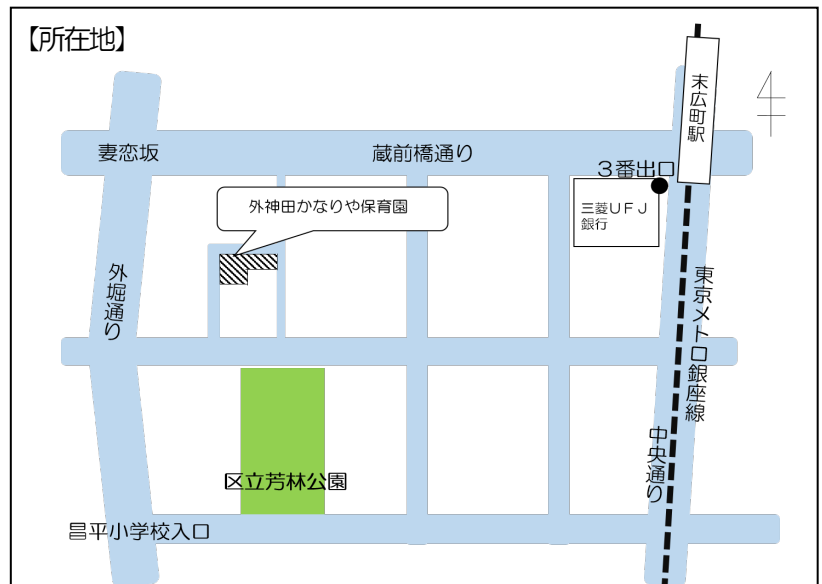 【所在地】
末広町駅
妻恋坂
蔵前橋通り
３番出口
外神田かなりや保育園
三菱ＵＦＪ
銀行
外堀通り
東京メトロ銀座線
中央通り
区立芳林公園
昌平小学校入口